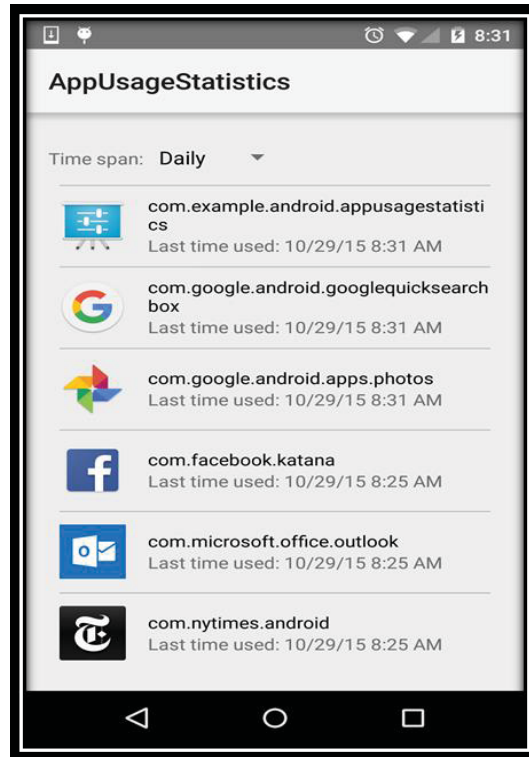 8:31
AppUsageStatistics
Time span: Daily
com.example.android.appusagestatisti
cs
Last time used: 10/29/15 8:31 AM
com.google.android.googlequicksearch
box
Last time used: 10/29/15 8:31 AM
com.google.android.apps.photos
Last time used: 10/29/15 8:31 AM
com.facebook.katana
Last time used: 10/29/15 8:25 AM
com.microsoft.office.outlook
Last time used: 10/29/15 8:25 AM
com.nytimes.android
Last time used: 10/29/15 8:25 AM